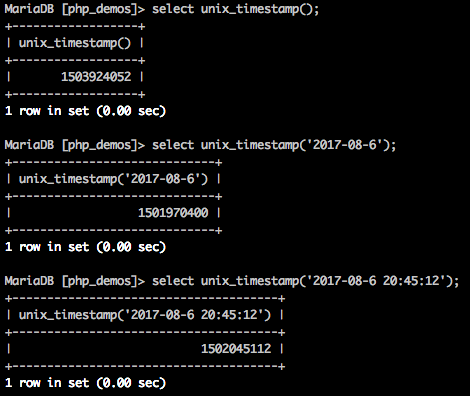 MariaDB [php_demos]> select unix_timestamp();
+------------------+
| unix_timestamp() |
+------------------+
|       1503924052 |
+------------------+
1 row in set (0.00 sec)
MariaDB [php_demos]> select unix_timestamp('2017-08-6');
+-----------------------------+
| unix_timestamp('2017-08-6') |
+-----------------------------+
|                  1501970400 |
+-----------------------------+
1 row in set (0.00 sec)
MariaDB [php_demos]> select unix_timestamp('2017-08-6 20:45:12');
+--------------------------------------+
| unix_timestamp('2017-08-6 20:45:12') |
+--------------------------------------+
|                           1502045112 |
+--------------------------------------+
1 row in set (0.00 sec)